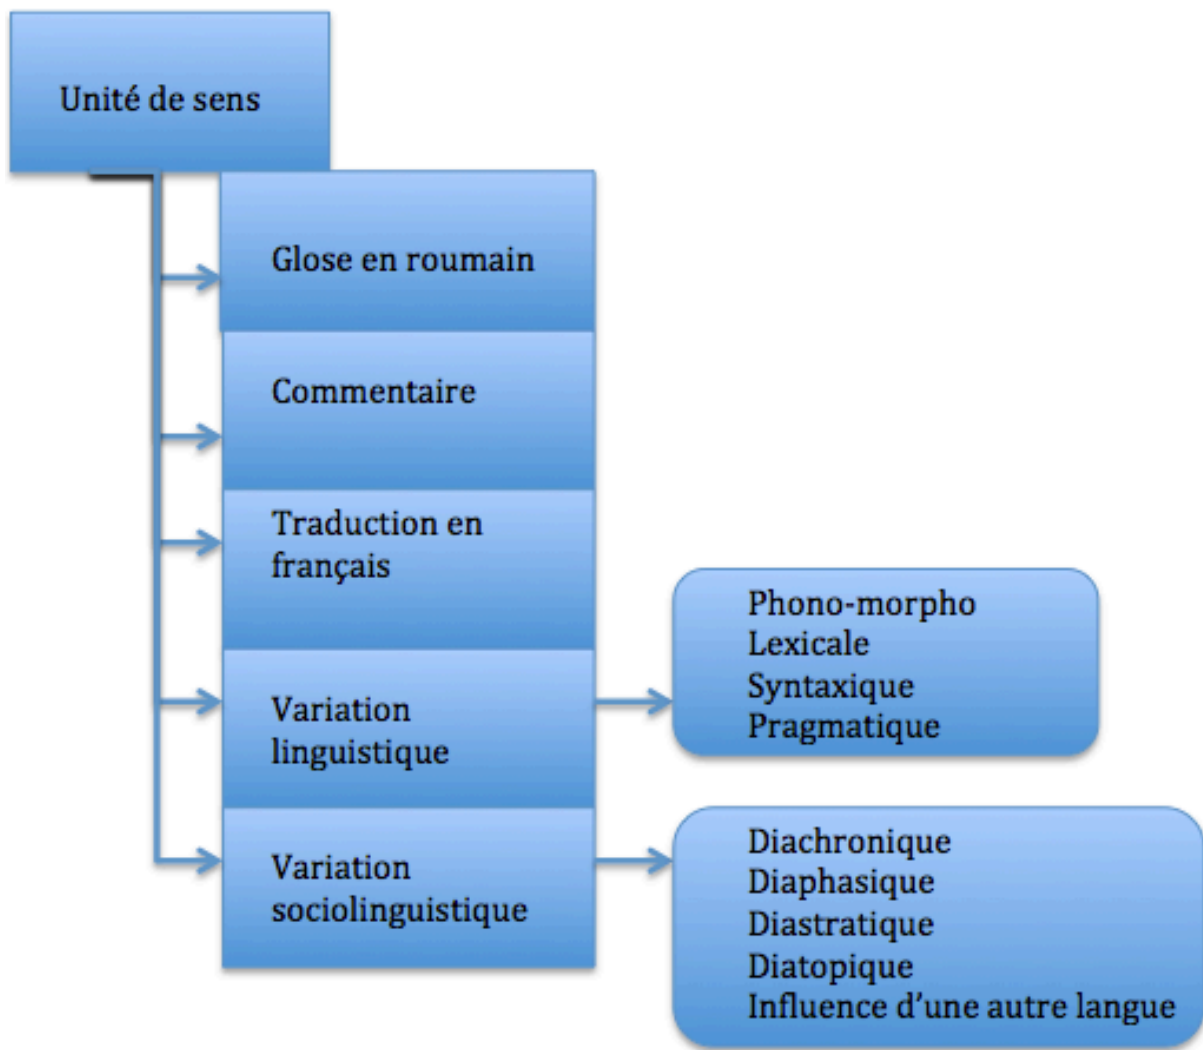 Unité de sens
Glose en roumain
Commentaire
Traduction en
français
Variation
linguistique
Phono-morpho
Lexicale
Syntaxique
Pragmatique
Variation
sociolinguistique
Diachronique
Diaphasique
Diastratique
Diatopique
Influence d’une autre langue